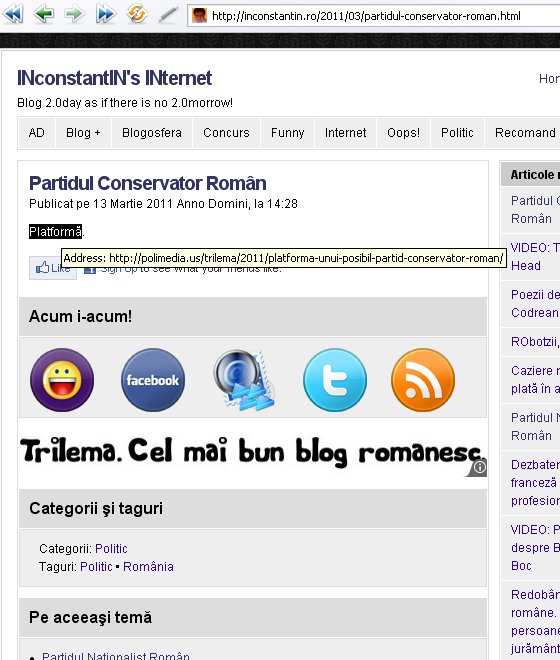 http://inconstantin.ro/2011/03/partidul-conservator-roman.html
INconstantIN's INternet
Blog 2.0day as if there is no 2.0morrow!
Hor
AD Blog + Blogosfera Concurs Funny Internet Oops! Politic Recomand
Partidul Conservator Român
Publicat pe 13 Martie 2011 Anno Domini, la 14:28
Platformă.
Address: http://polimedia.us/trilema/2011/platforma-unui-posibil-partid-conservator-roman/
Like Sign Up to see what your friends like.
Acum i-acum!
facebook
t
Trilema. Cel mai bun blog romanesc.
Categorii şi taguri
Categorii: Politic
Taguri: Politic • România
Pe aceeaşi temă
• Partidul Naţionalist Român
Articole r
Partidul C
Român
VIDEO: T
Head
Poezii de
Codrean
RObotzii,
Caziere r
plată în a
Partidul N
Român
Dezbater
franceză
profesion
VIDEO: P
despre B
Boc
Redobân
române.
persoane
jurământ